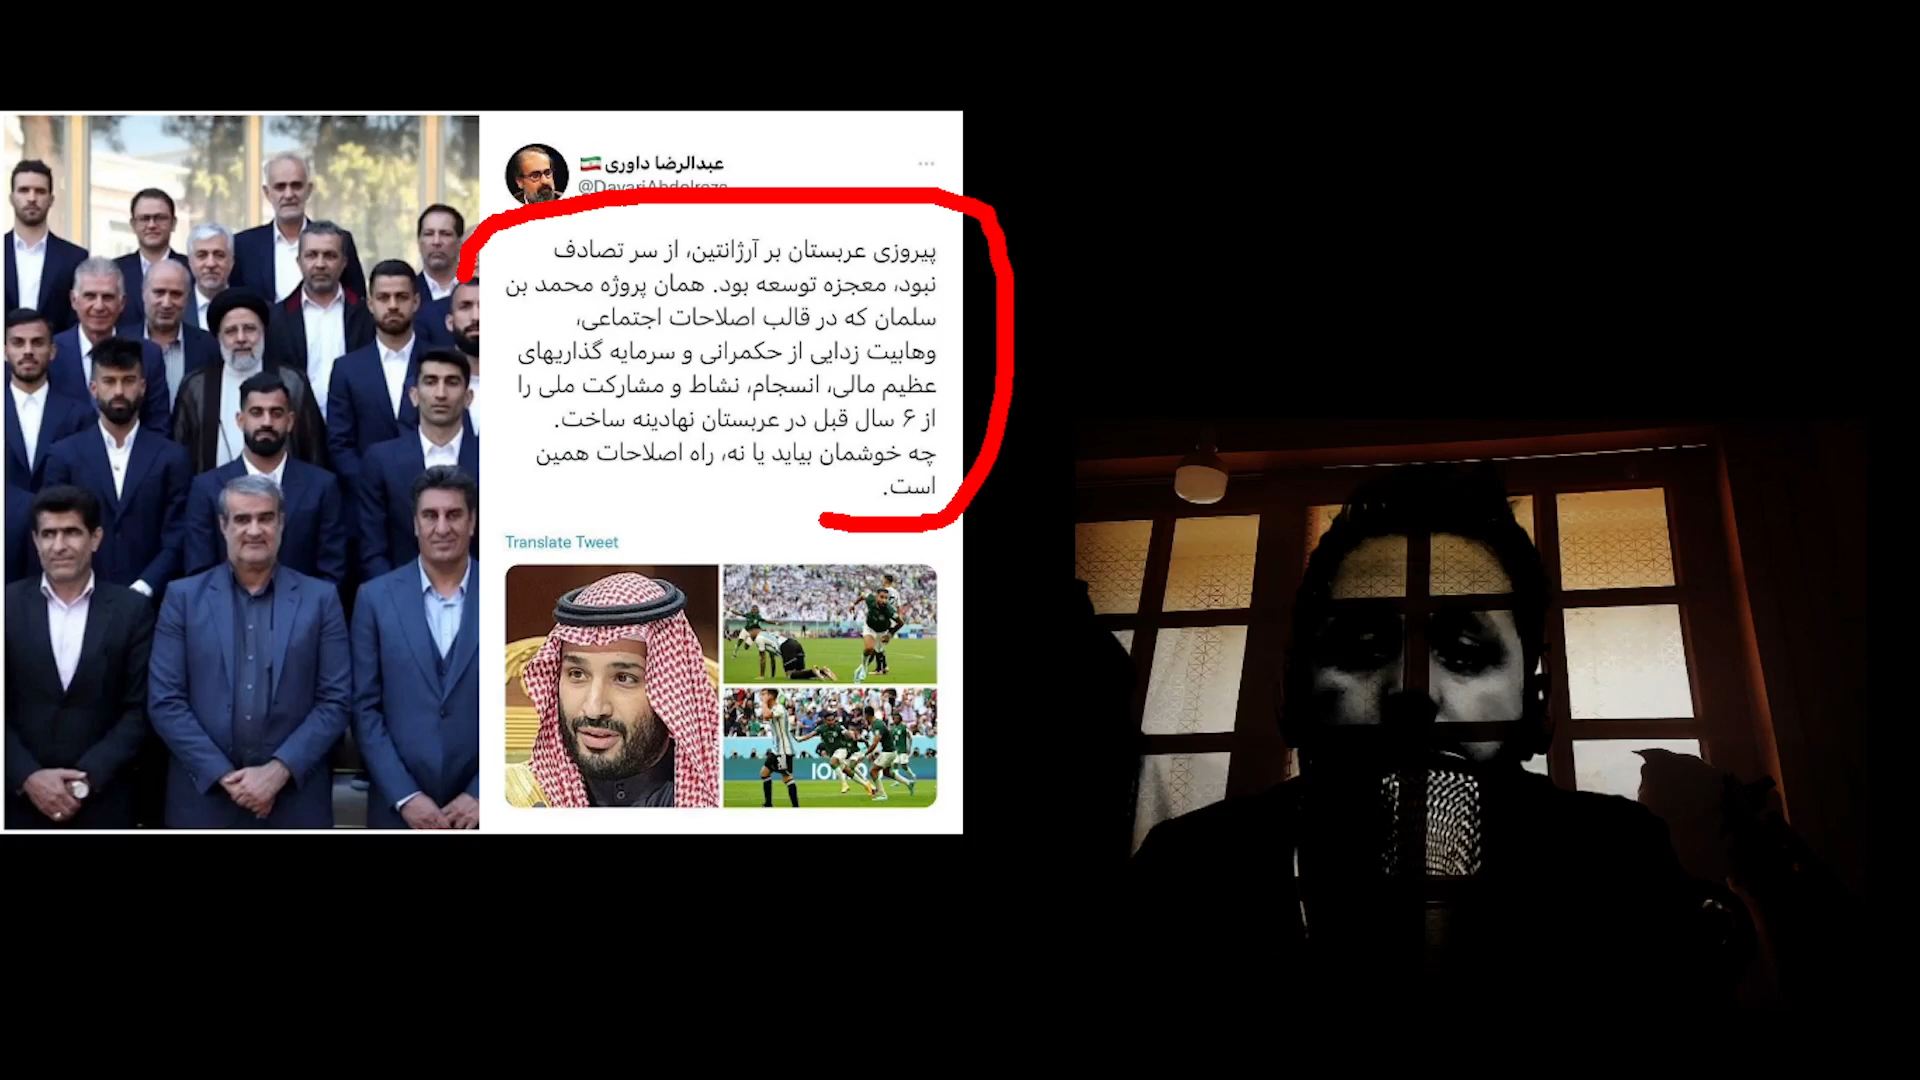 عبدالرضا داوری
@DavariAbdolreza
پیروزی عربستان بر آرژانتین، از سر تصادف
نبود، معجزه توسعه بود. همان پروژه محمد بن
سلمان که در قالب اصلاحات اجتماعی،
وهابیت زدایی از حکمرانی و سرمایه گذاریهای
عظیم مالی، انسجام، نشاط و مشارکت ملی را
از ۶ سال قبل در عربستان نهادینه ساخت.
چه خوشمان بیاید یا نه، راه اصلاحات همین
است.
Translate Tweet